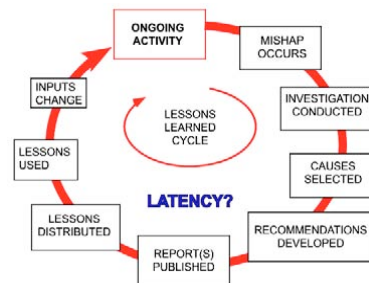 ONGOING
ACTIVITY
MISHAP
OCCURS
INVESTIGATION
CONDUCTED
CAUSES
SELECTED
RECOMMENDATIONS
DEVELOPED
REPORT(S)
PUBLISHED
LESSONS
DISTRIBUTED
LESSONS
USED
INPUTS
CHANGE
LESSONS
LEARNED
CYCLE
LATENCY?